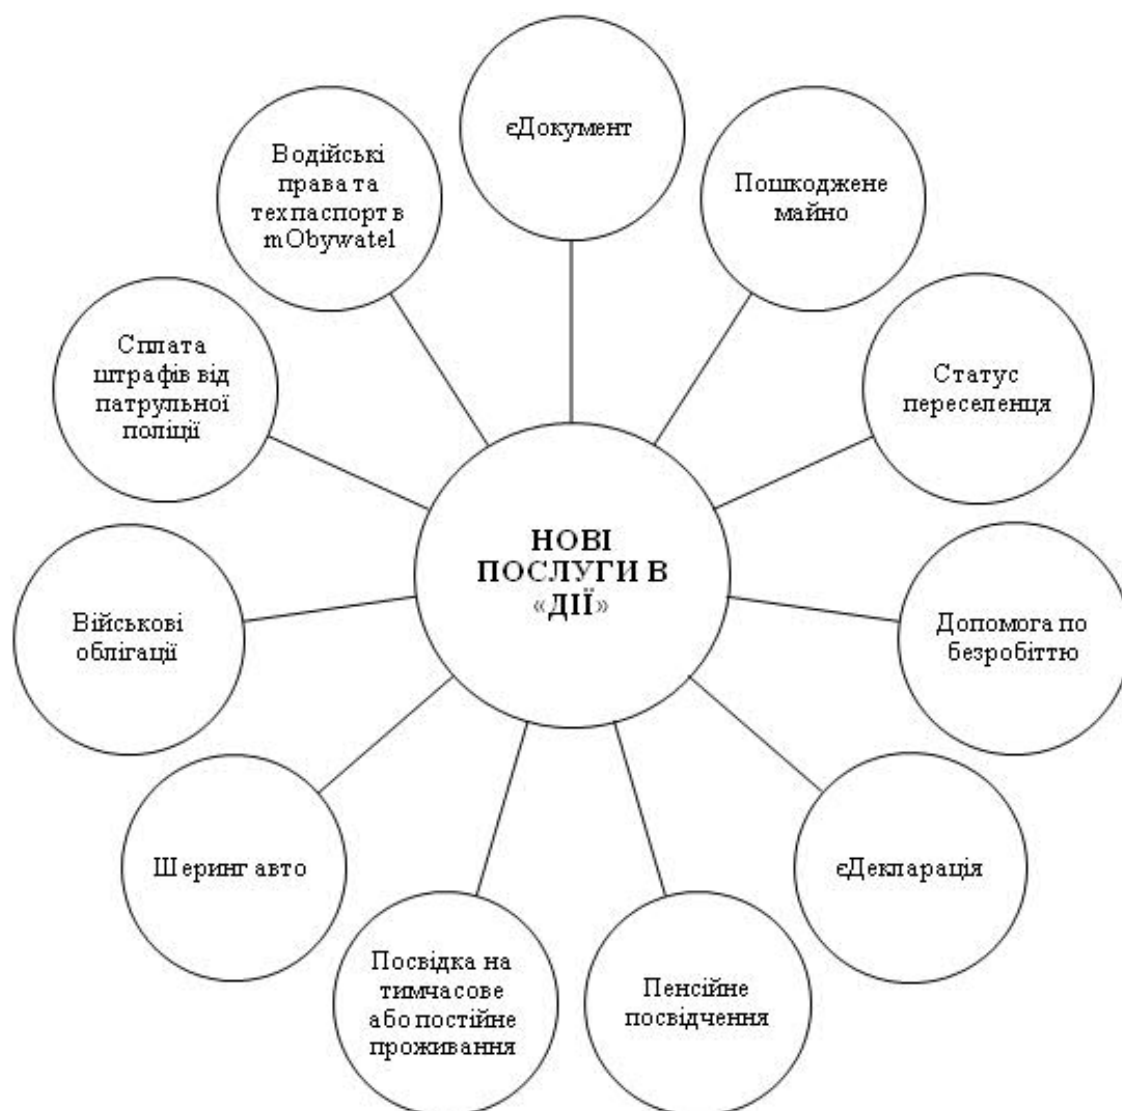 єДокумент
Пошкоджене
майно
Статус
переселенця
Допомога по
безробіттю
єДекларація
Пенсійне
посвідчення
Посвідка на
тимчасове
або постійне
проживання
Шеринг авто
Військові
облігації
Сплата
штрафів від
патрульної
поліції
Водійські
права та
техпаспорт в
mObywatel
НОВІ
ПОСЛУГИ В
«ДІЇ»